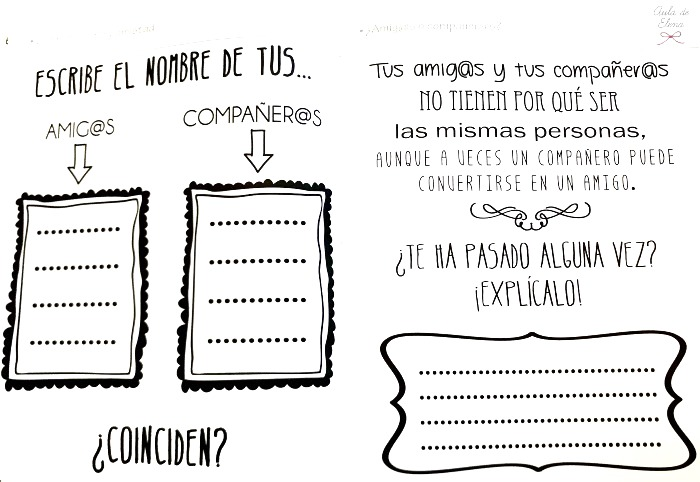 ESCRIBE EL NOMBRE DE TUS...
AMIG@S
COMPAÑER@S
¿COINCIDEN?
Aula de
Elena
Tus amig@s y tus compañer@s
NO TIENEN POR QUÉ SER
las mismas personas,
AUNQUE A VECES UN COMPAÑERO PUEDE
CONVERTIRSE EN UN AMIGO.
¿TE HA PASADO ALGUNA VEZ?
¡EXPLÍCALO!